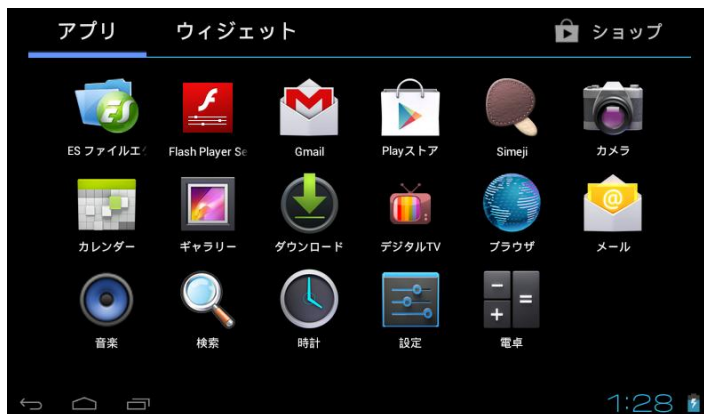 アプリ ウィジェット ショップ
ES ファイルエ Flash Player Se Gmail Playストア Simeji カメラ
カレンダー ギャラリー ダウンロード デジタルTV ブラウザ メール
音楽 検索 時計 設定 電卓
1:28